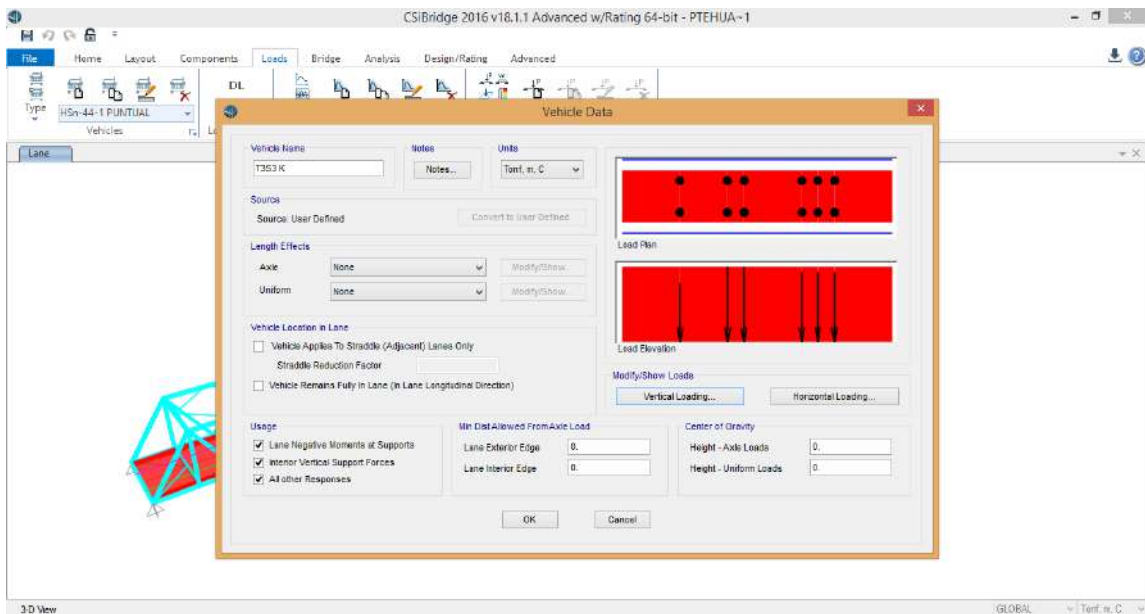 CSiBridge 2016 v18.1.1 Advanced w/Rating 64-bit - PTEHUA~1
File Home Layout Components Loads Bridge Analysis Design/Rating Advanced
Type
HSn-44-1 PUNTUAL
DL
Vehicles
Lane
Vehicle Data
Vehicle Name
T3S3 K
Notes
Notes...
Units
Tonf, m, C
Source
Source: User Defined
Convert to User Defined
Length Effects
Axle None Modify/Show...
Uniform None Modify/Show...
Vehicle Location in Lane
Vehicle Applies To Straddle (Adjacent) Lanes Only
Straddle Reduction Factor
Vehicle Remains Fully In Lane (In Lane Longitudinal Direction)
Load Plan
Load Elevation
Modify/Show Loads
Vertical Loading...
Horizontal Loading...
Usage
Lane Negative Moments at Supports
Interior Vertical Support Forces
All other Responses
Min Dist Allowed From Axle Load
Lane Exterior Edge 0.
Lane Interior Edge 0.
Center of Gravity
Height - Axle Loads 0.
Height - Uniform Loads 0.
OK
Cancel
3-D View
GLOBAL
Tonf, m, C